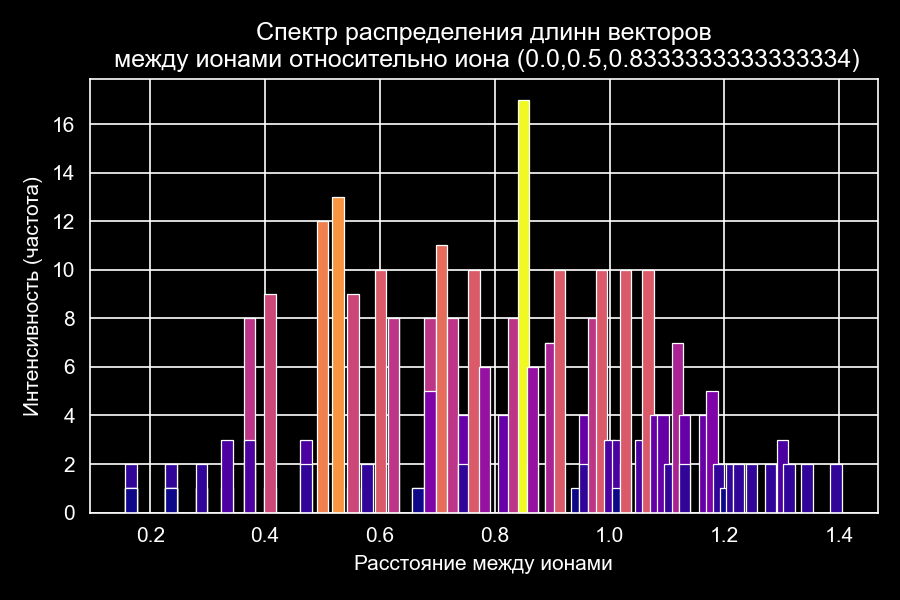 Спектр распределения длинн векторов
между ионами относительно иона (0.0,0.5,0.8333333333333334)
Интенсивность (частота)
16
14
12
10
8
6
4
2
0
0.2 0.4 0.6 0.8 1.0 1.2 1.4
Расстояние между ионами